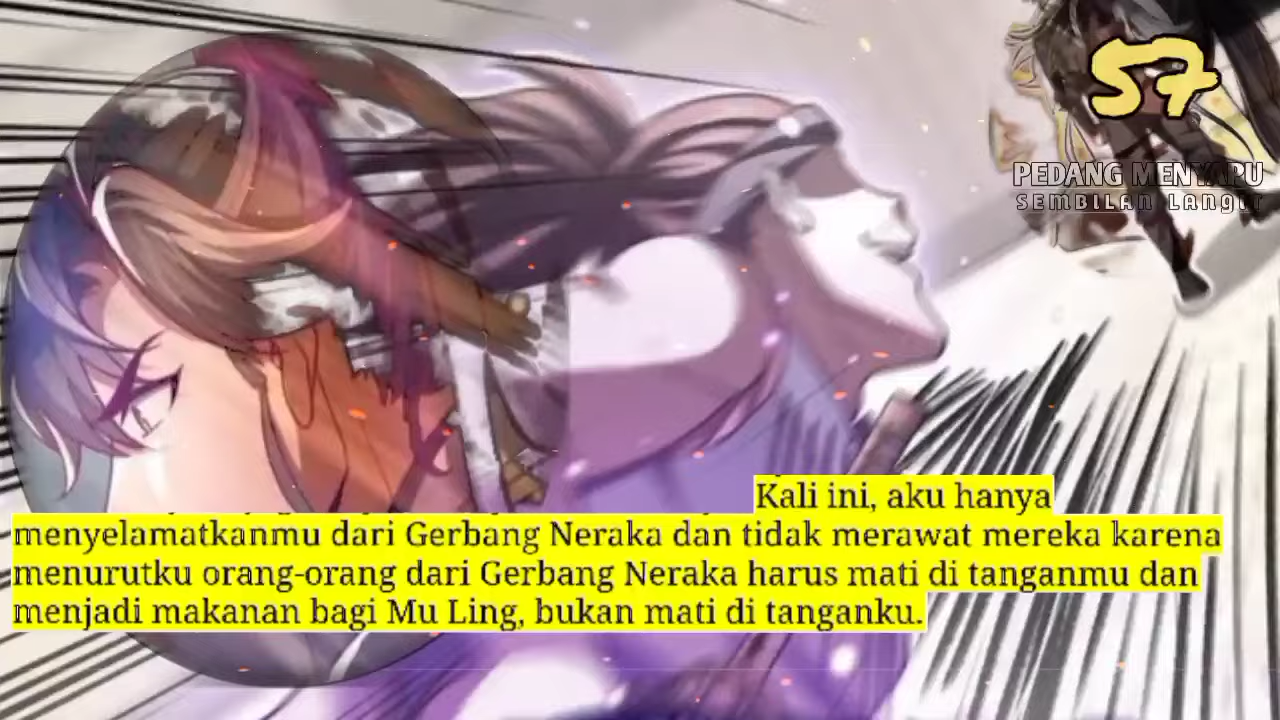 57
PEDANG MENYAPU
SEMBILAN LANGIT
Kali ini, aku hanya
menyelamatkanmu dari Gerbang Neraka dan tidak merawat mereka karena
menurutku orang-orang dari Gerbang Neraka harus mati di tanganmu dan
menjadi makanan bagi Mu Ling, bukan mati di tanganku.